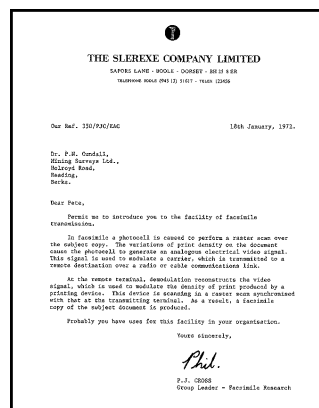 THE SLEREXE COMPANY LIMITED
SAPORS LANE - BOOLE - DORSET - BH 25 8 ER
TELEPHONE BOOLE (945 13) 51617 - TELEX 123456
Our Ref. 350/PJC/EAC
18th January, 1972.
Dr. P.N. Cundall,
Mining Surveys Ltd.,
Holroyd Road,
Reading,
Berks.
Dear Pete,
Permit me to introduce you to the facility of facsimile
transmission.
In facsimile a photocell is caused to perform a raster scan over
the subject copy. The variations of print density on the document
cause the photocell to generate an analogous electrical video signal.
This signal is used to modulate a carrier, which is transmitted to a
remote destination over a radio or cable communications link.
At the remote terminal, demodulation reconstructs the video
signal, which is used to modulate the density of print produced by a
printing device. This device is scanning in a raster scan synchronised
with that at the transmitting terminal. As a result, a facsimile
copy of the subject document is produced.
Probably you have uses for this facility in your organisation.
Yours sincerely,
Phil.
P.J. CROSS
Group Leader - Facsimile Research